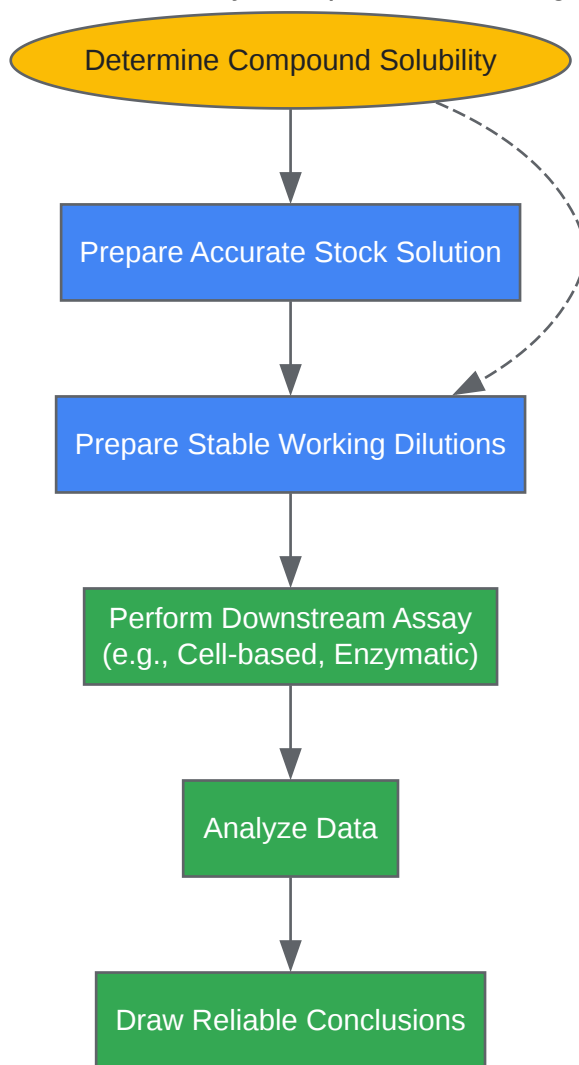 Determine Compound Solubility
Prepare Accurate Stock Solution
Prepare Stable Working Dilutions
Perform Downstream Assay
(e.g., Cell-based, Enzymatic)
Analyze Data
Draw Reliable Conclusions